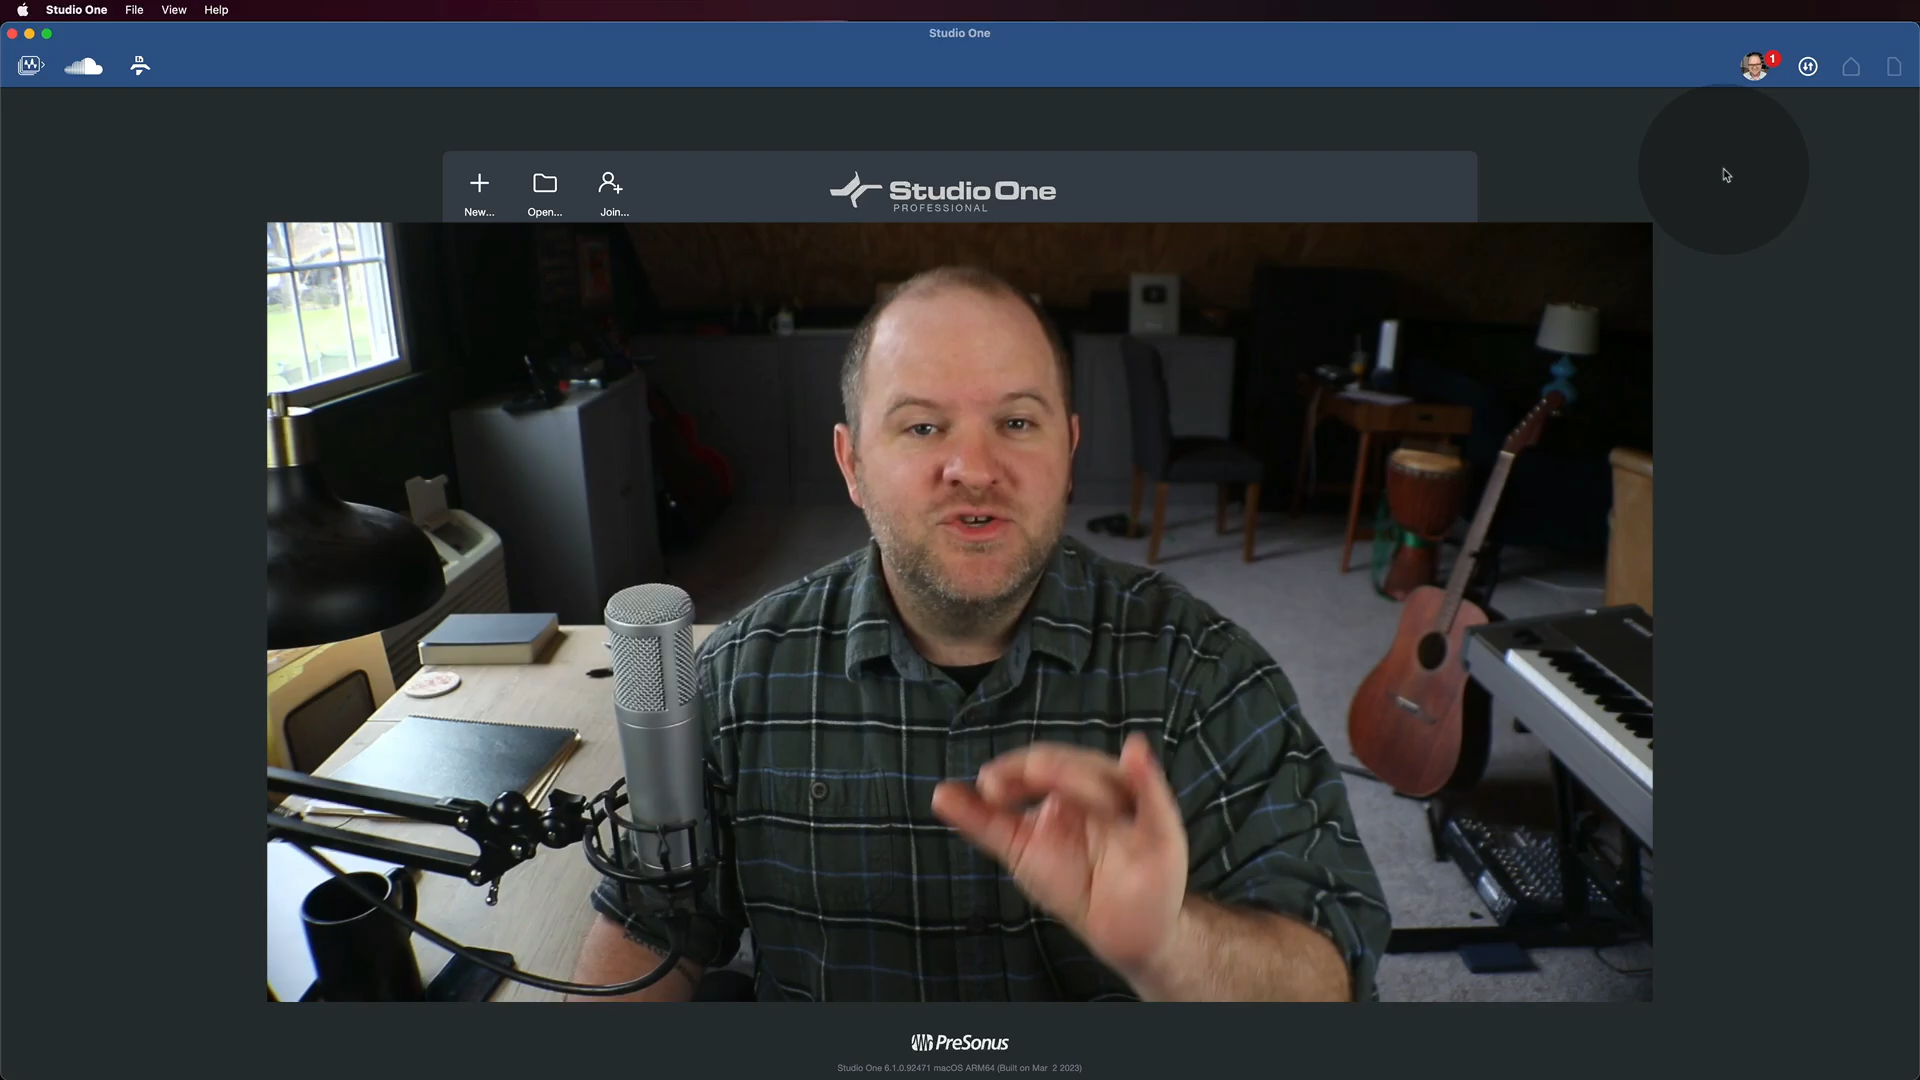 Studio One File View Help
Studio One
1
New... Open... Join...
Studio One
PROFESSIONAL
PreSonus
Studio One 6.1.0.92471 macOS ARM64 (Built on Mar 2 2023)